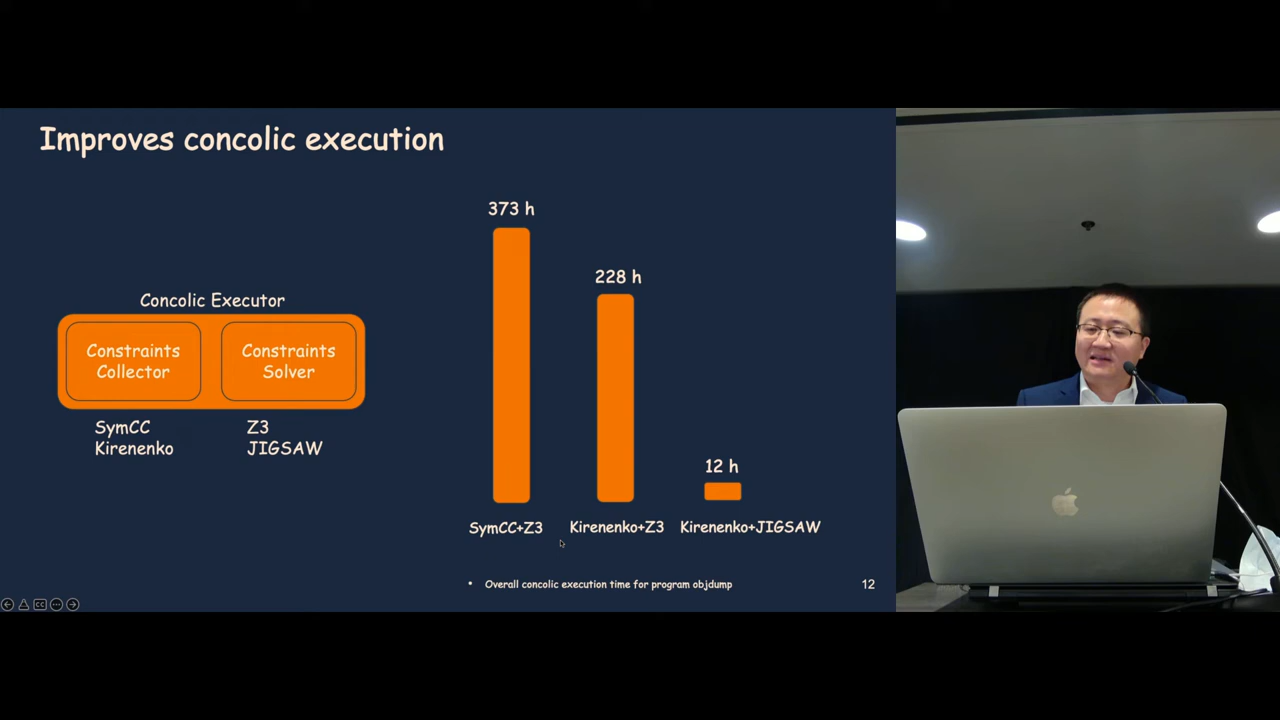 Improves concolic execution
Concolic Executor
Constraints
Collector
Constraints
Solver
SymCC
Kirenenko
Z3
JIGSAW
373 h
228 h
12 h
SymCC+Z3
Kirenenko+Z3
Kirenenko+JIGSAW
• Overall concolic execution time for program objdump
12
CC